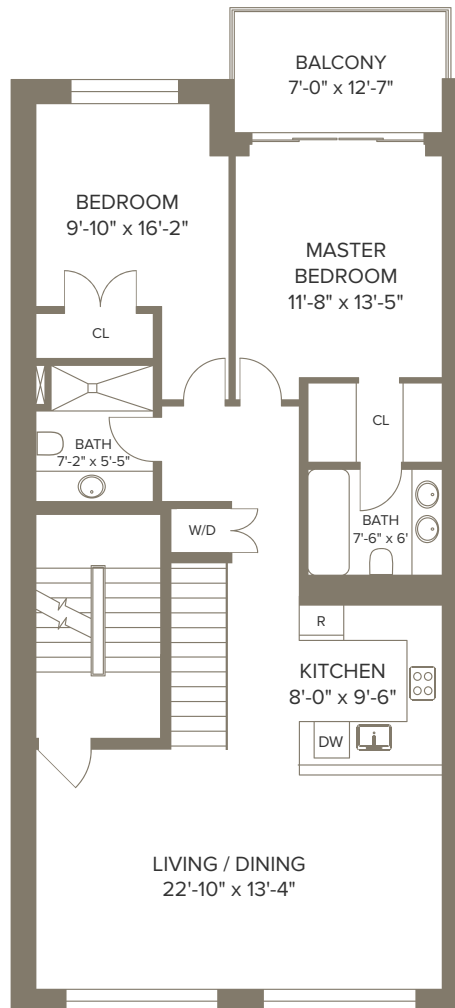 BALCONY
7'-0" x 12'-7"
BEDROOM
9'-10" x 16'-2"
MASTER
BEDROOM
11'-8" x 13'-5"
CL
CL
BATH
7'-2" x 5'-5"
W/D
BATH
7'-6" x 6'
R
KITCHEN
8'-0" x 9'-6"
DW
LIVING / DINING
22'-10" x 13'-4"